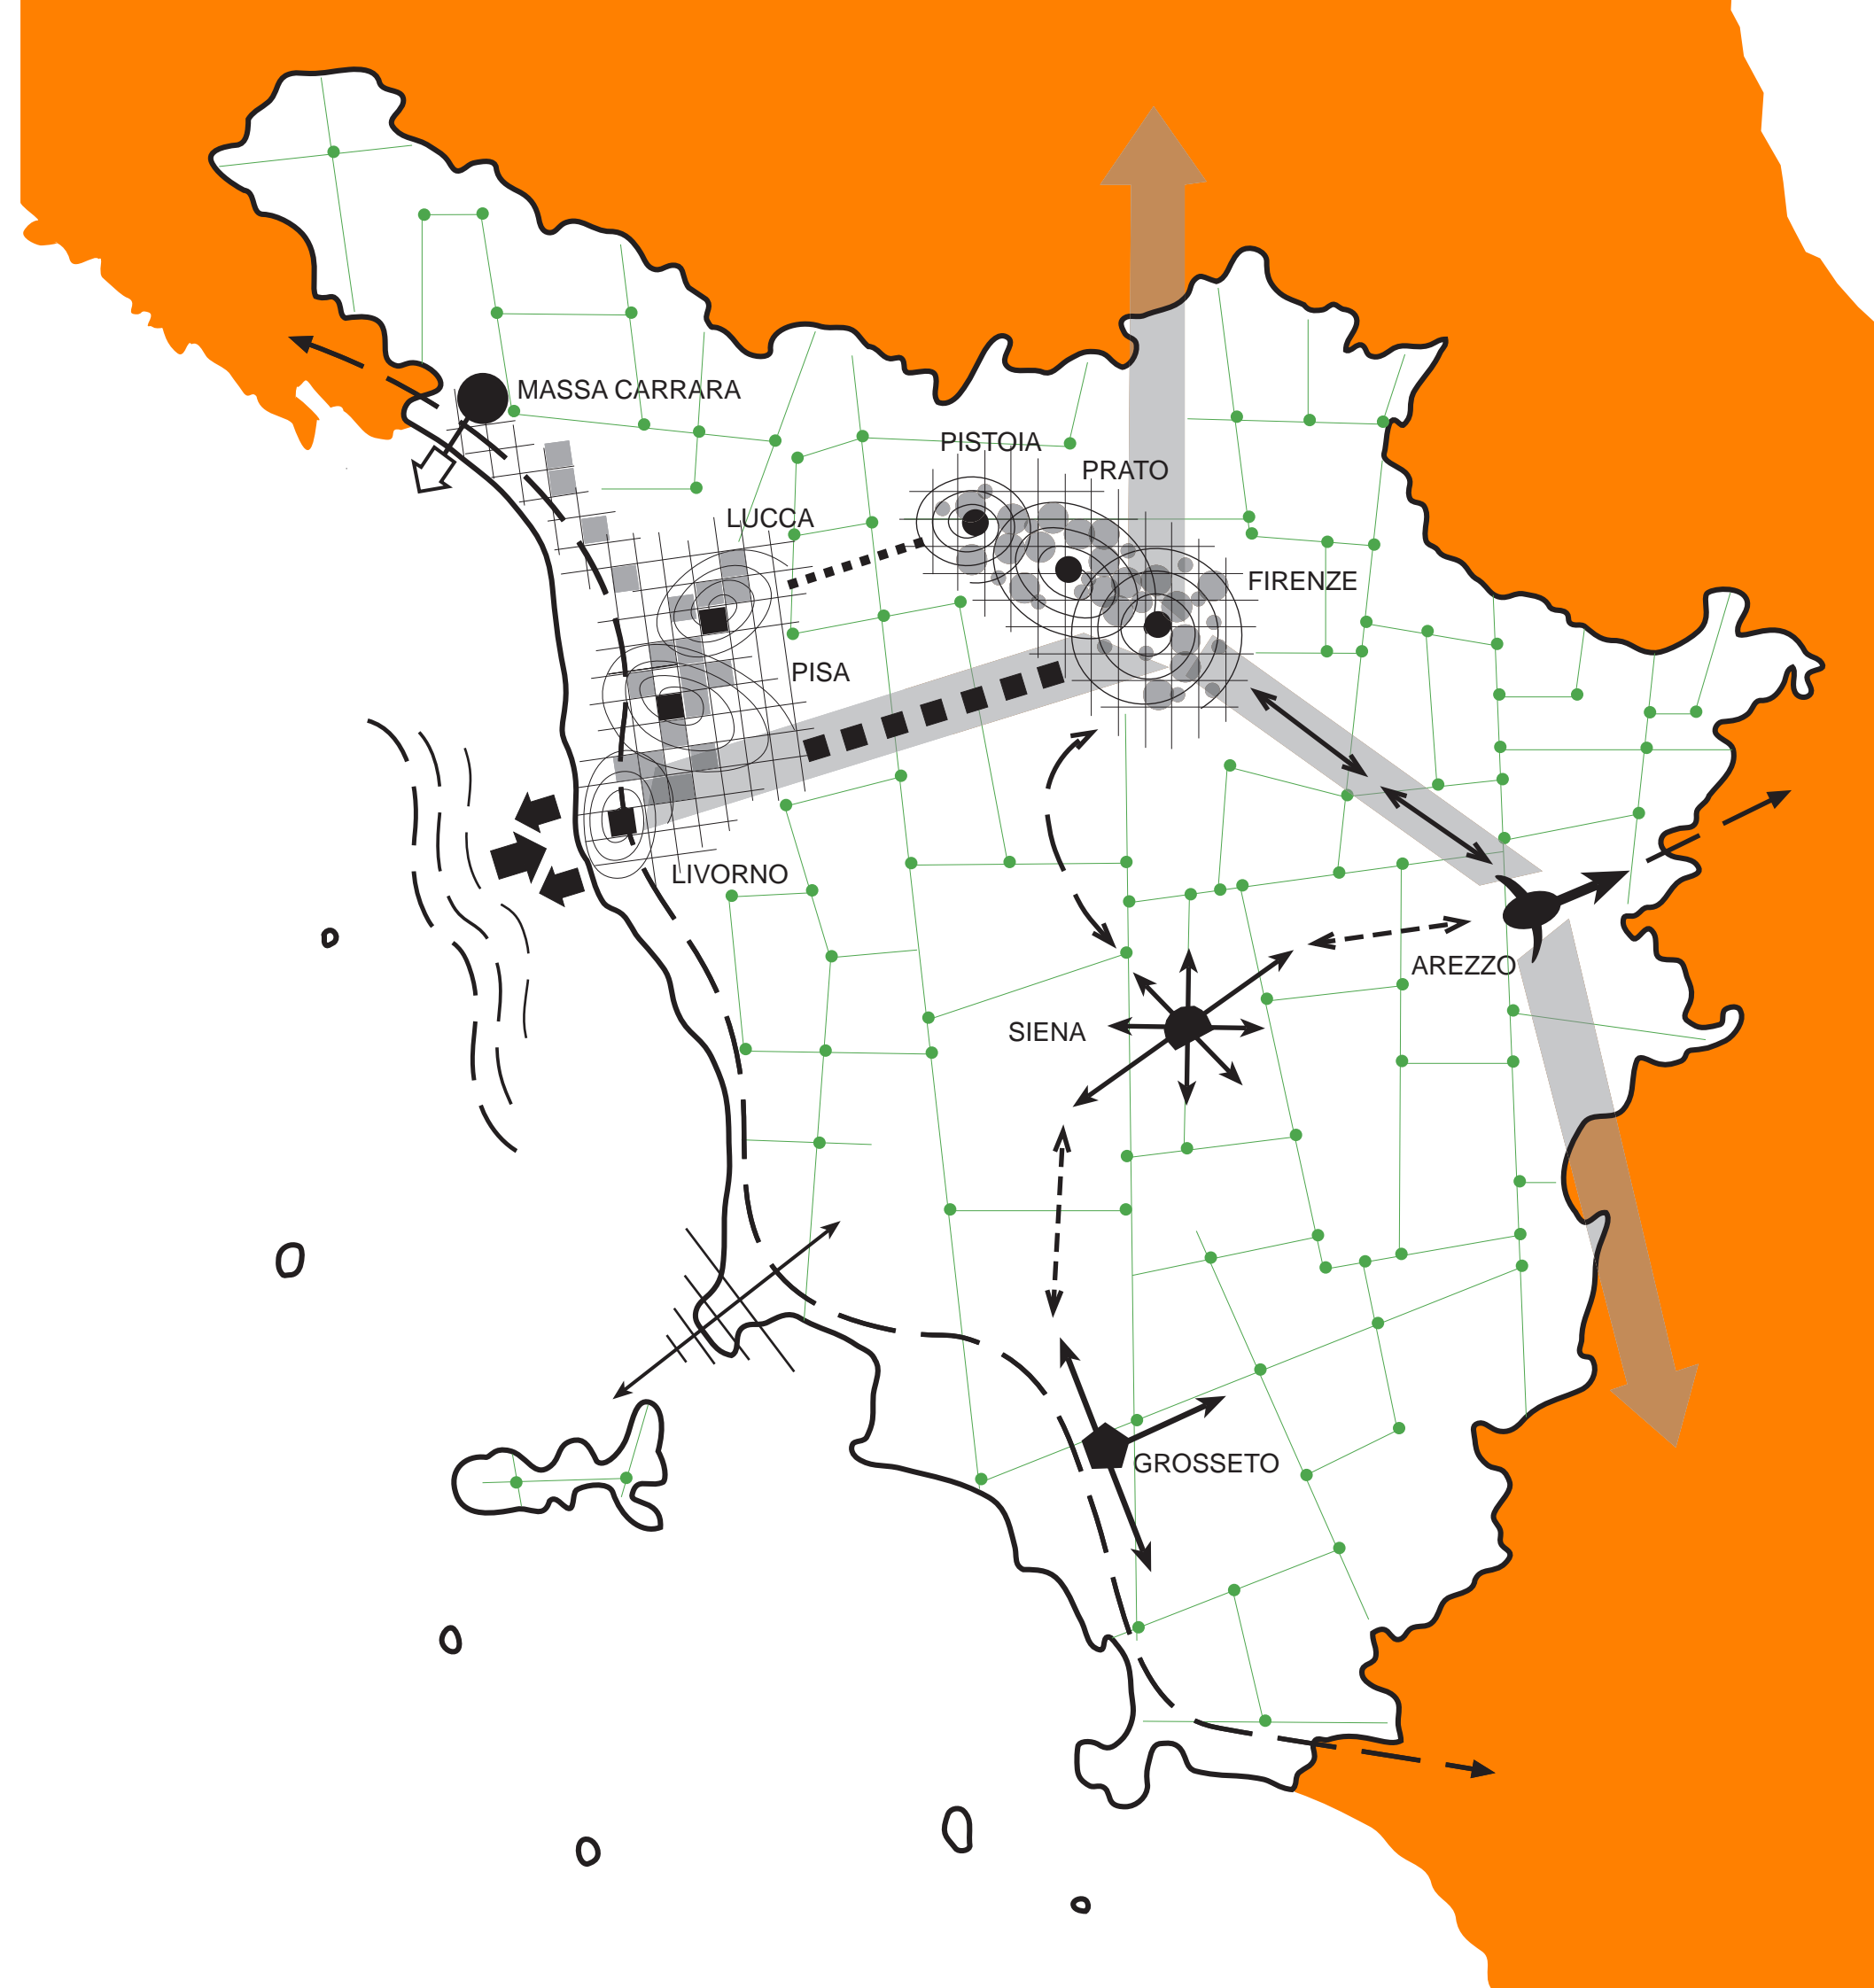 MASSA CARRARA
PISTOIA
PRATO
LUCCA
FIRENZE
PISA
LIVORNO
AREZZO
SIENA
GROSSETO